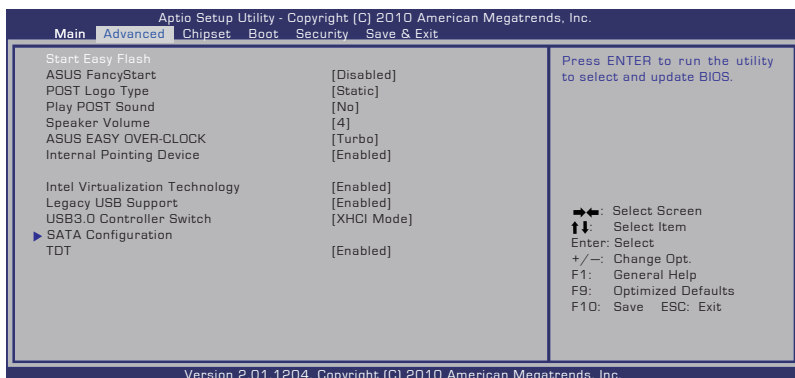 Aptio Setup Utility - Copyright (C) 2010 American Megatrends, Inc.
Main Advanced Chipset Boot Security Save & Exit
Start Easy Flash
ASUS FancyStart [Disabled]
POST Logo Type [Static]
Play POST Sound [No]
Speaker Volume [4]
ASUS EASY OVER-CLOCK [Turbo]
Internal Pointing Device [Enabled]
Intel Virtualization Technology [Enabled]
Legacy USB Support [Enabled]
USB3.0 Controller Switch [XHCI Mode]
SATA Configuration
TDT [Enabled]
Press ENTER to run the utility
to select and update BIOS.
→←: Select Screen
↑↓: Select Item
Enter: Select
+/—: Change Opt.
F1: General Help
F9: Optimized Defaults
F10: Save ESC: Exit
Version 2.01.1204. Copyright (C) 2010 American Megatrends, Inc.